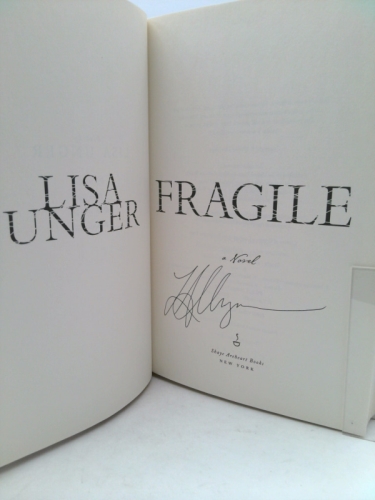 LISA
UNGER
FRAGILE
a Novel
Shaye Areheart Books
NEW YORK